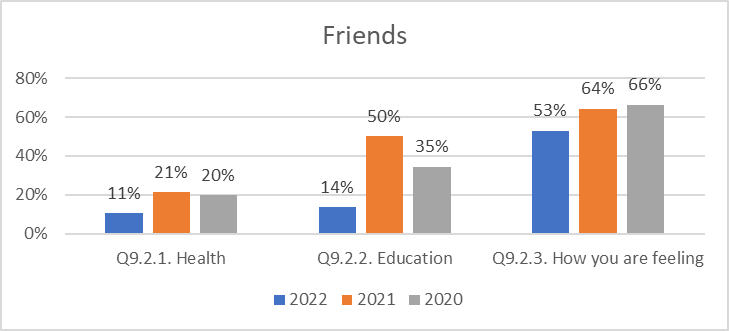 Friends
80%
60%
40%
20%
0%
11% 21% 20%
14% 50% 35%
53% 64% 66%
Q9.2.1. Health
Q9.2.2. Education
Q9.2.3. How you are feeling
2022 2021 2020